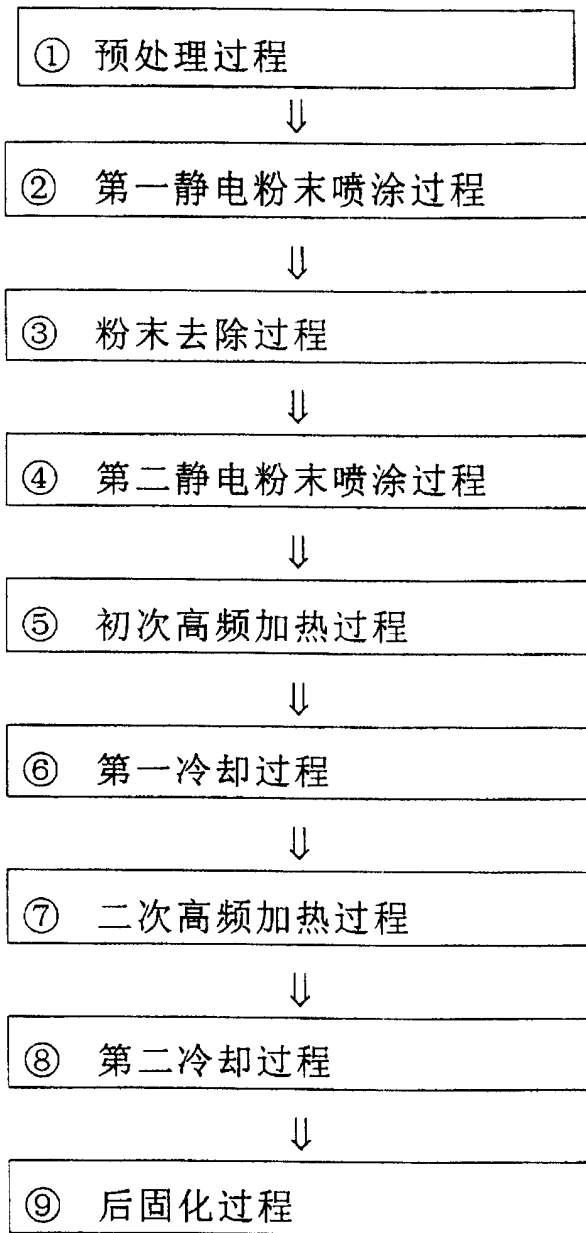 ① 预处理过程
⇓
② 第一静电粉末喷涂过程
⇓
③ 粉末去除过程
⇓
④ 第二静电粉末喷涂过程
⇓
⑤ 初次高频加热过程
⇓
⑥ 第一冷却过程
⇓
⑦ 二次高频加热过程
⇓
⑧ 第二冷却过程
⇓
⑨ 后固化过程